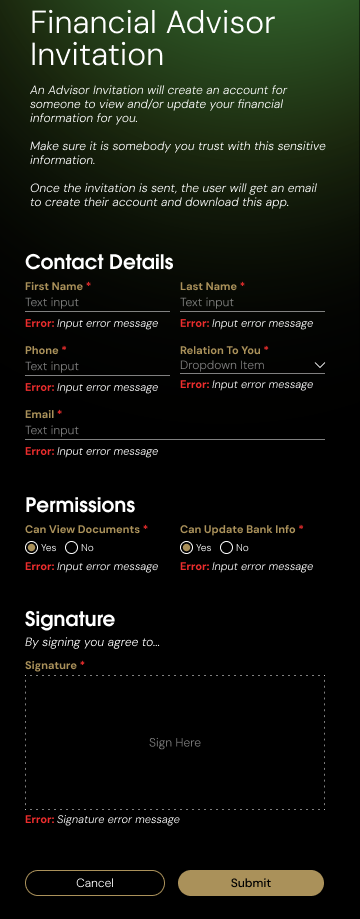 Financial Advisor
Invitation
An Advisor Invitation will create an account for
someone to view and/or update your financial
information for you.
Make sure it is somebody you trust with this sensitive
information.
Once the invitation is sent, the user will get an email
to create their account and download this app.
Contact Details
First Name * Last Name *
Text input Text input
Error: Input error message Error: Input error message
Phone * Relation To You *
Text input Dropdown Item
Error: Input error message Error: Input error message
Email *
Text input
Error: Input error message
Permissions
Can View Documents * Can Update Bank Info *
Yes No Yes No
Error: Input error message Error: Input error message
Signature
By signing you agree to...
Signature *
Sign Here
Error: Signature error message
Cancel Submit